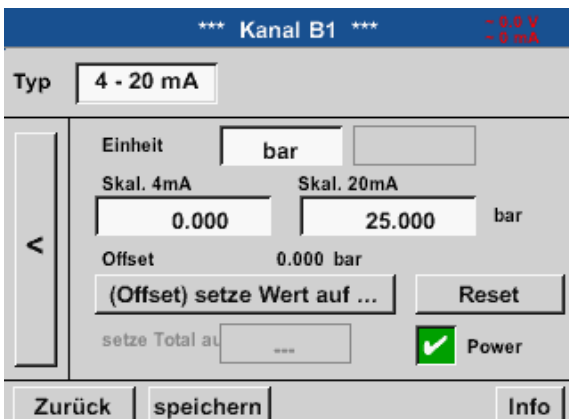 *** Kanal B1 ***
~ 0.0 V
~ 0 mA
Typ 4 - 20 mA
Einheit bar
Skal. 4mA Skal. 20mA
0.000 25.000 bar
<
Offset 0.000 bar
(Offset) setze Wert auf ... Reset
setze Total au ---
Power
Zurück speichern Info